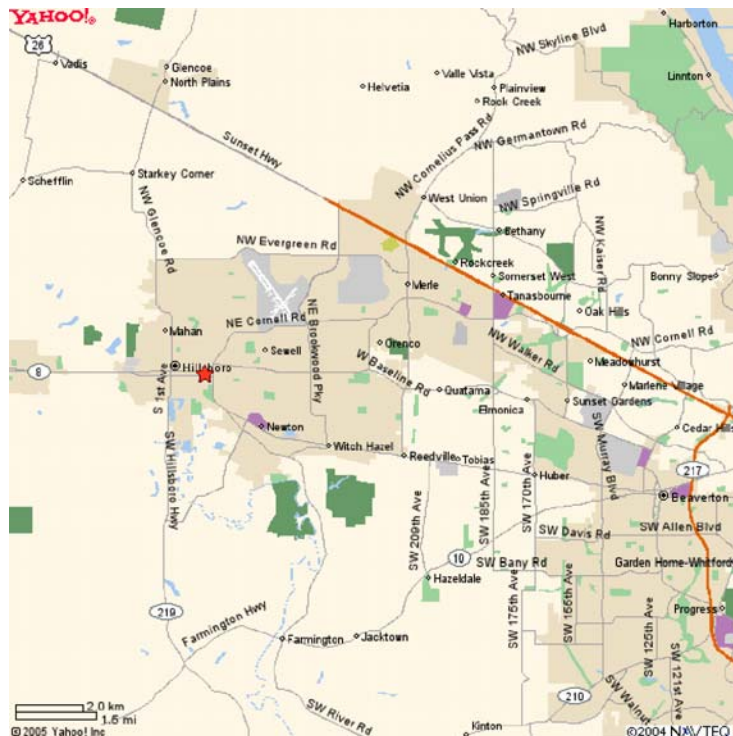 YAHOO!®
Harborton
26
NW Skyline Blvd
Vadis
Glencoe
Valle Vista
Linnton
North Plains
Helvetia
Plainview
Rock Creek
NW Cornelius Pass Rd
NW Germantown Rd
Sunset Hwy
Schefflin
Starkey Corner
West Union
NW Springville Rd
NW Glencoe Rd
Bethany
NW Evergreen Rd
NW Kaiser Rd
Rockcreek
Somerset West
Bonny Slope
Merle
Tanasbourne
Oak Hills
NE Cornell Rd
NE Brookwood Pky
Mahan
NW Cornell Rd
Orenco
NW Walker Rd
Sewell
Meadowhurst
8
Hillsboro
W Baseline Rd
Marlene Village
S 1st Ave
Quatama
Elmonica
Sunset Gardens
Newton
Cedar Hills
SW Murray Blvd
Witch Hazel
Reedville
Tobias
217
SW Hillsboro Hwy
Huber
Beaverton
SW 209th Ave
SW 185th Ave
SW 170th Ave
SW Davis Rd
SW Allen Blvd
10
SW Bany Rd
Garden Home-Whitford
Hazeldale
219
SW 175th Ave
SW 155th Ave
SW 125th Ave
SW 121st Ave
Progress
Farmington Hwy
Farmington
Jacktown
210
SW Walnut
SW River Rd
2.0 km
1.5 mi
Kinton
© 2005 Yahoo! Inc
©2004 NAVTEQ